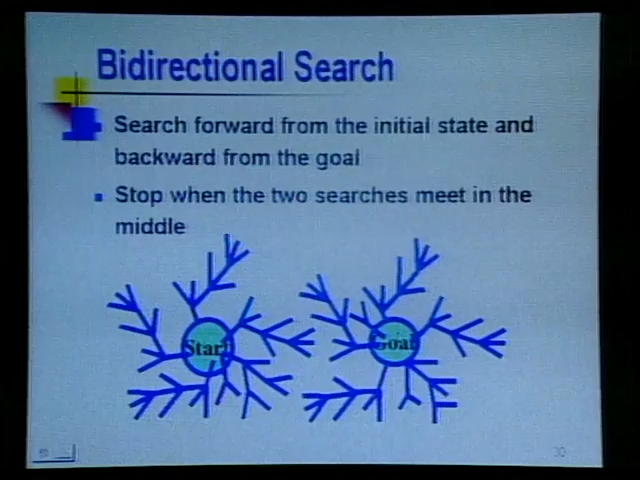 Bidirectional Search
Search forward from the initial state and
backward from the goal
Stop when the two searches meet in the
middle
Start
Goal
30